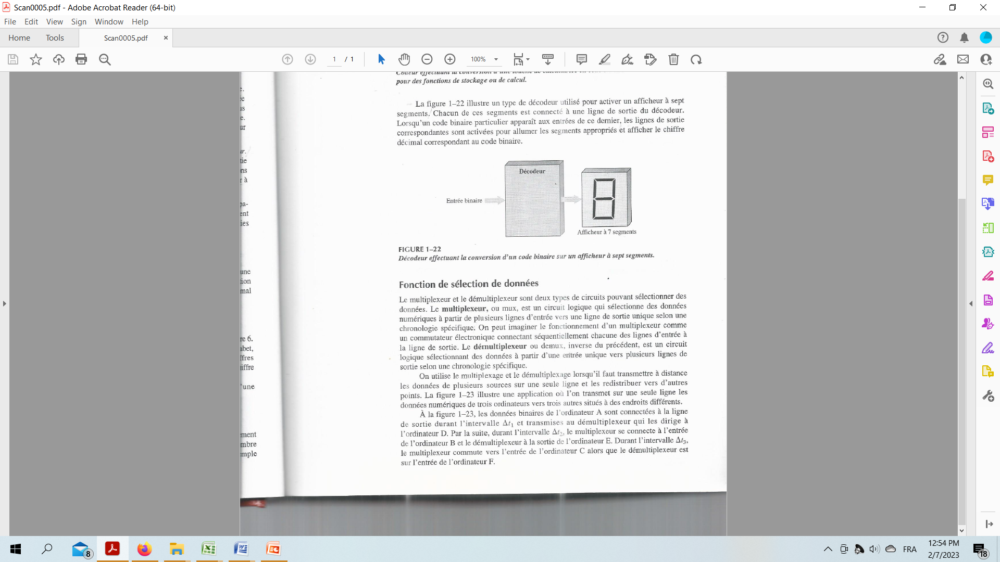 Scan0005.pdf - Adobe Acrobat Reader (64-bit)
File Edit View Sign Window Help
Home Tools Scan0005.pdf
1 / 1 100%
pour des fonctions de stockage ou de calcul.
La figure 1–22 illustre un type de décodeur utilisé pour activer un afficheur à sept
segments. Chacun de ces segments est connecté à une ligne de sortie du décodeur.
Lorsqu'un code binaire particulier apparaît aux entrées de ce dernier, les lignes de sortie
correspondantes sont activées pour allumer les segments appropriés et afficher le chiffre
décimal correspondant au code binaire.
Décodeur
Entrée binaire
Afficheur à 7 segments
FIGURE 1–22
Décodeur effectuant la conversion d'un code binaire sur un afficheur à sept segments.
Fonction de sélection de données
Le multiplexeur et le démultiplexeur sont deux types de circuits pouvant sélectionner des
données. Le multiplexeur, ou mux, est un circuit logique qui sélectionne des données
numériques à partir de plusieurs lignes d'entrée vers une ligne de sortie unique selon une
chronologie spécifique. On peut imaginer le fonctionnement d'un multiplexeur comme
un commutateur électronique connectant séquentiellement chacune des lignes d'entrée à
la ligne de sortie. Le démultiplexeur ou demux, inverse du précédent, est un circuit
logique sélectionnant des données à partir d'une entrée unique vers plusieurs lignes de
sortie selon une chronologie spécifique.
On utilise le multiplexage et le démultiplexage lorsqu'il faut transmettre à distance
les données de plusieurs sources sur une seule ligne et les redistribuer vers d'autres
points. La figure 1–23 illustre une application où l'on transmet sur une seule ligne les
données numériques de trois ordinateurs vers trois autres situés à des endroits différents.
À la figure 1–23, les données binaires de l'ordinateur A sont connectées à la ligne
de sortie durant l'intervalle Δt₁ et transmises au démultiplexeur qui les dirige à
l'ordinateur D. Par la suite, durant l'intervalle Δt₂, le multiplexeur se connecte à l'entrée
de l'ordinateur B et le démultiplexeur à la sortie de l'ordinateur E. Durant l'intervalle Δt₃,
le multiplexeur commute vers l'entrée de l'ordinateur C alors que le démultiplexeur est
sur l'entrée de l'ordinateur F.
8
FRA
12:54 PM
2/7/2023
18